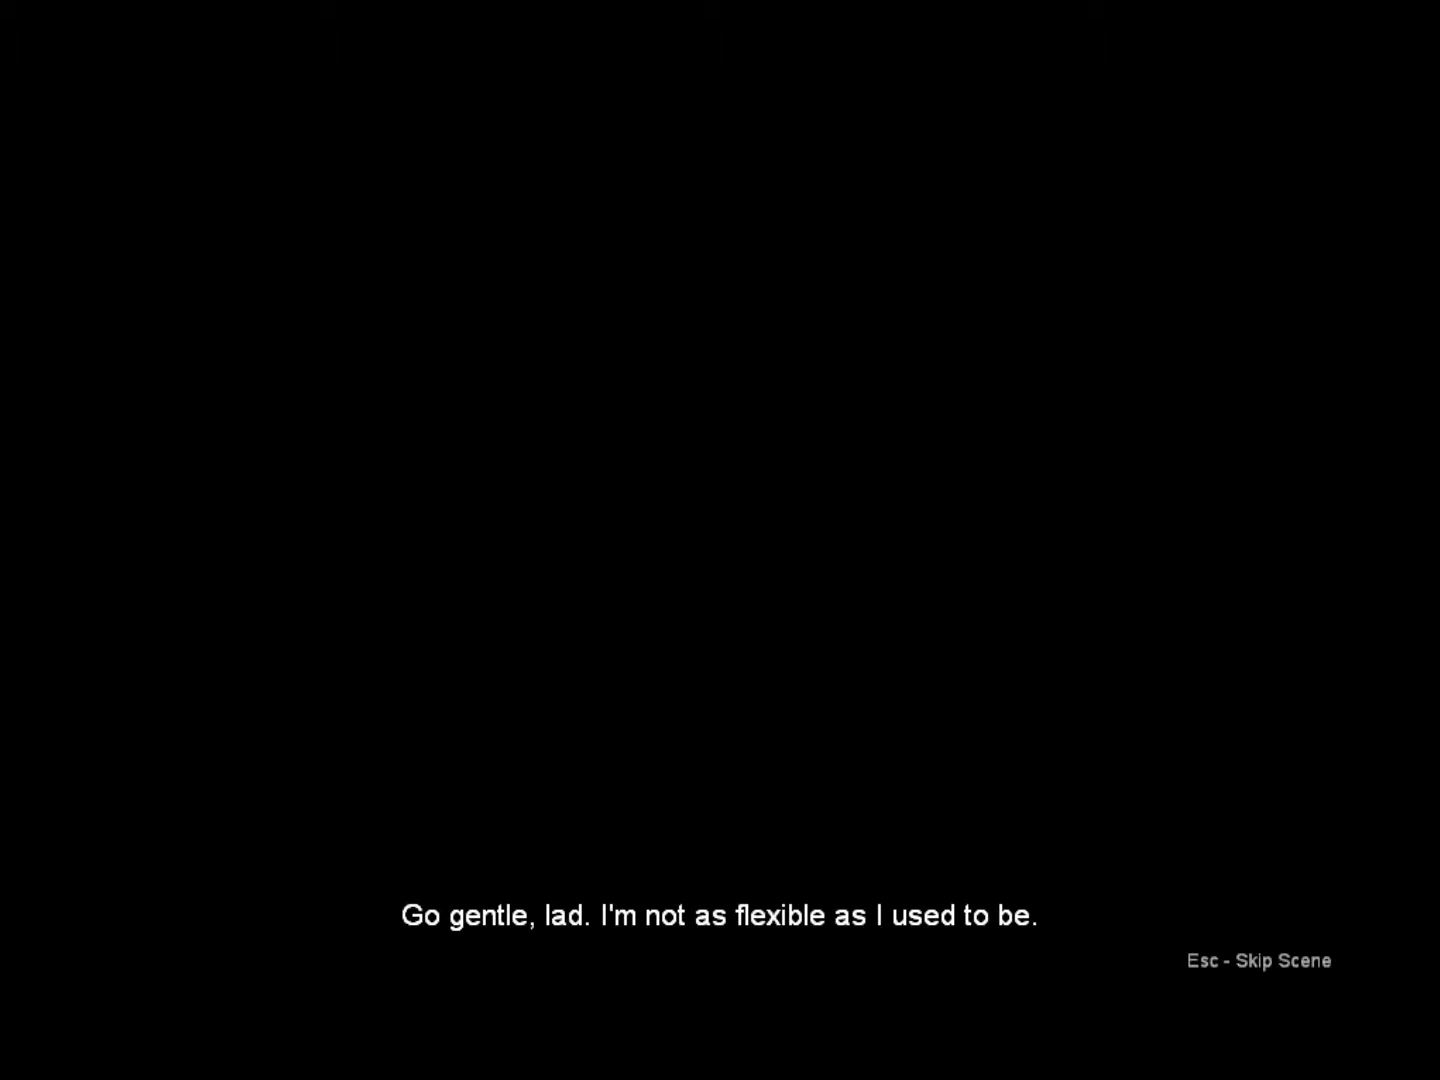 Go gentle, lad. I'm not as flexible as I used to be.
Esc - Skip Scene